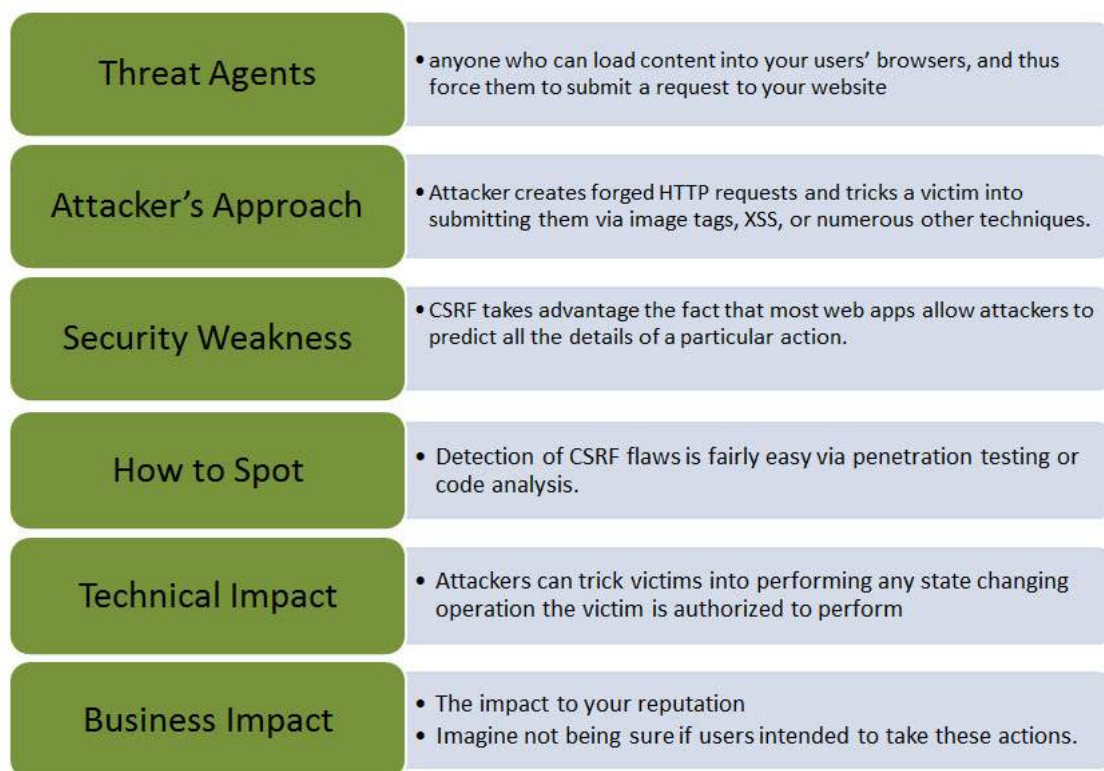 Threat Agents
• anyone who can load content into your users’ browsers, and thus
force them to submit a request to your website
Attacker’s Approach
• Attacker creates forged HTTP requests and tricks a victim into
submitting them via image tags, XSS, or numerous other techniques.
Security Weakness
• CSRF takes advantage the fact that most web apps allow attackers to
predict all the details of a particular action.
How to Spot
• Detection of CSRF flaws is fairly easy via penetration testing or
code analysis.
Technical Impact
• Attackers can trick victims into performing any state changing
operation the victim is authorized to perform
Business Impact
• The impact to your reputation
• Imagine not being sure if users intended to take these actions.